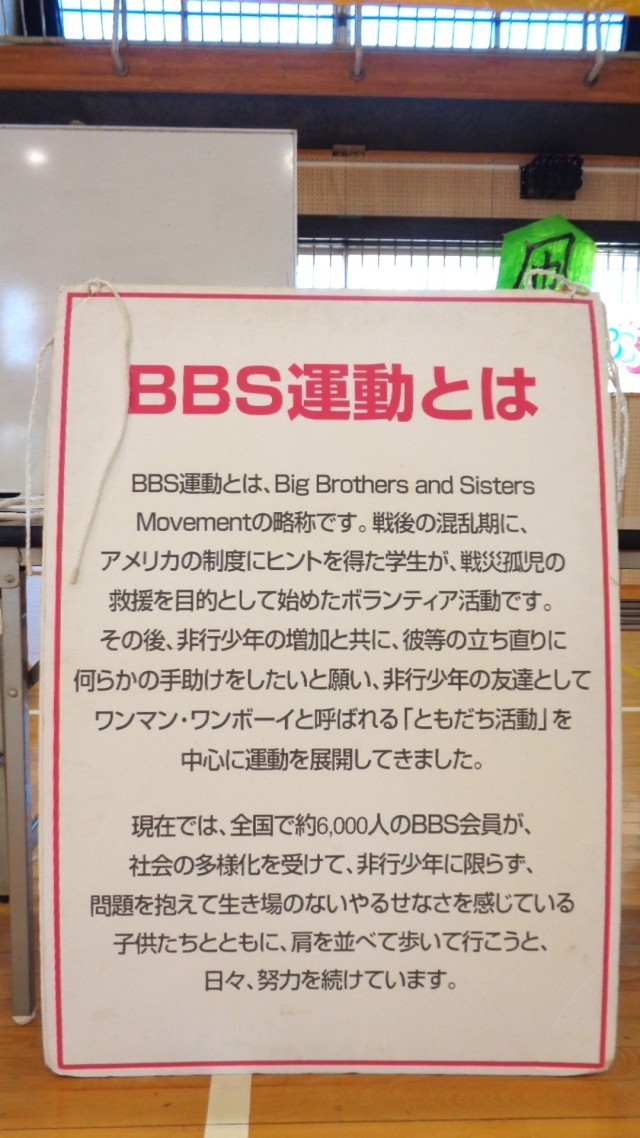 BBS運動とは
BBS運動とは、Big Brothers and Sisters
Movementの略称です。戦後の混乱期に、
アメリカの制度にヒントを得た学生が、戦災孤児の
救援を目的として始めたボランティア活動です。
その後、非行少年の増加と共に、彼等の立ち直りに
何らかの手助けをしたいと願い、非行少年の友達として
ワンマン・ワンボーイと呼ばれる「ともだち活動」を
中心に運動を展開してきました。
現在では、全国で約6,000人のBBS会員が、
社会の多様化を受けて、非行少年に限らず、
問題を抱えて生き場のないやるせなさを感じている
子供たちとともに、肩を並べて歩いて行こうと、
日々、努力を続けています。